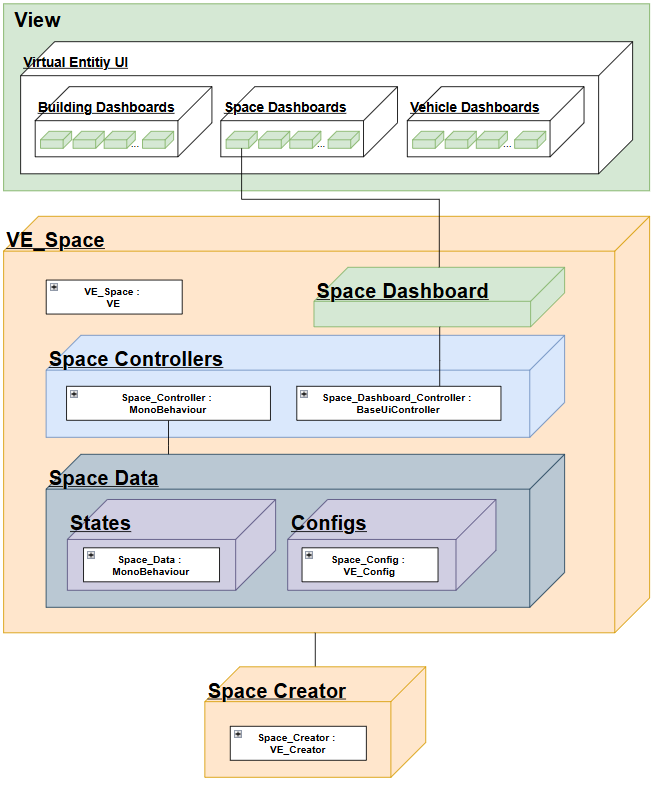 View
Virtual Entitiy UI
Building Dashboards
Space Dashboards
Vehicle Dashboards
...
...
...
VE_Space
VE_Space :
VE
Space Dashboard
Space Controllers
Space_Controller :
MonoBehaviour
Space_Dashboard_Controller :
BaseUiController
Space Data
States
Configs
Space_Data :
MonoBehaviour
Space_Config :
VE_Config
Space Creator
Space_Creator :
VE_Creator